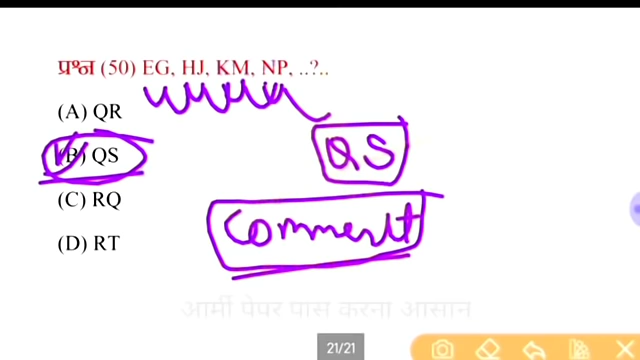 प्रश्न (50) EG, HJ, KM, NP, ..?..
(A) QR
(B) QS
QS
(C) RQ
Comment
(D) RT
आर्मी पेपर पास करना आसान
21/21